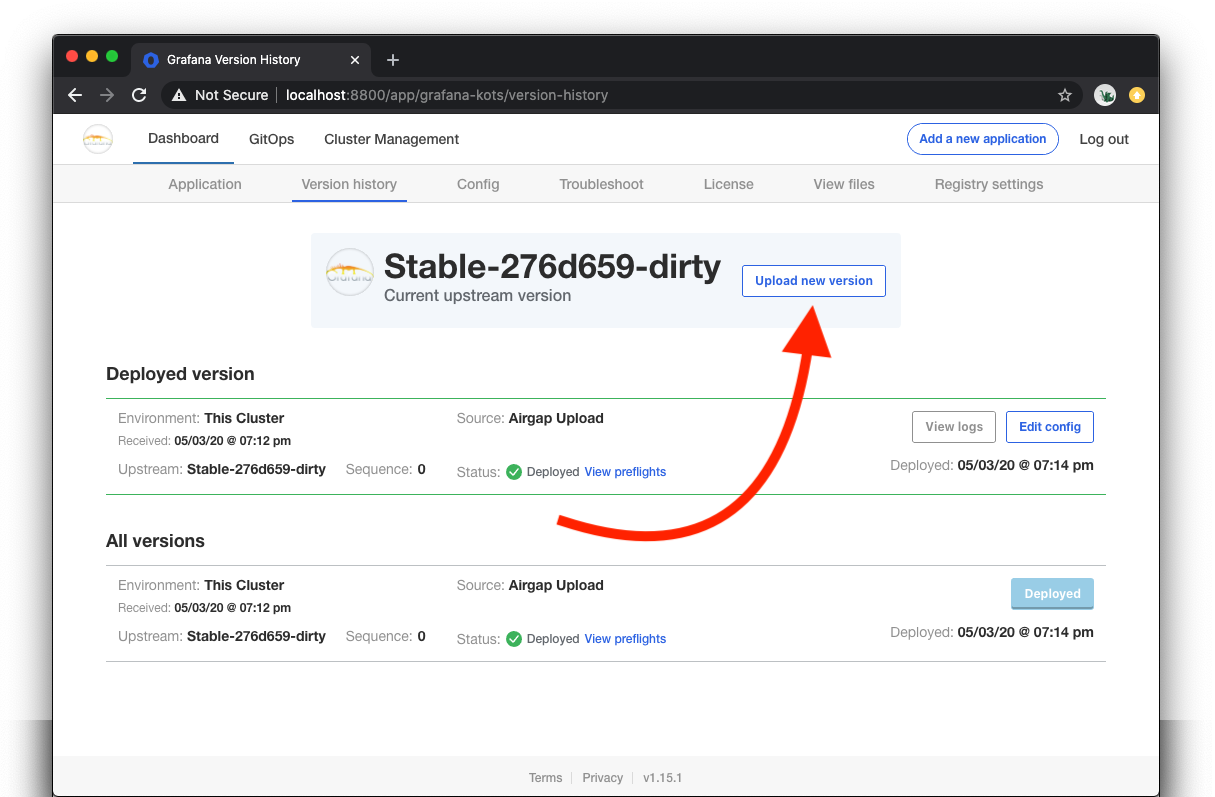 Grafana Version History
Not Secure localhost:8800/app/grafana-kots/version-history
Dashboard GitOps Cluster Management Add a new application Log out
Application Version history Config Troubleshoot License View files Registry settings
Grafana
Stable-276d659-dirty
Current upstream version
Upload new version
Deployed version
Environment: This Cluster Source: Airgap Upload View logs Edit config
Received: 05/03/20 @ 07:12 pm
Upstream: Stable-276d659-dirty Sequence: 0 Status: Deployed View preflights Deployed: 05/03/20 @ 07:14 pm
All versions
Environment: This Cluster Source: Airgap Upload Deployed
Received: 05/03/20 @ 07:12 pm
Upstream: Stable-276d659-dirty Sequence: 0 Status: Deployed View preflights Deployed: 05/03/20 @ 07:14 pm
Terms Privacy v1.15.1